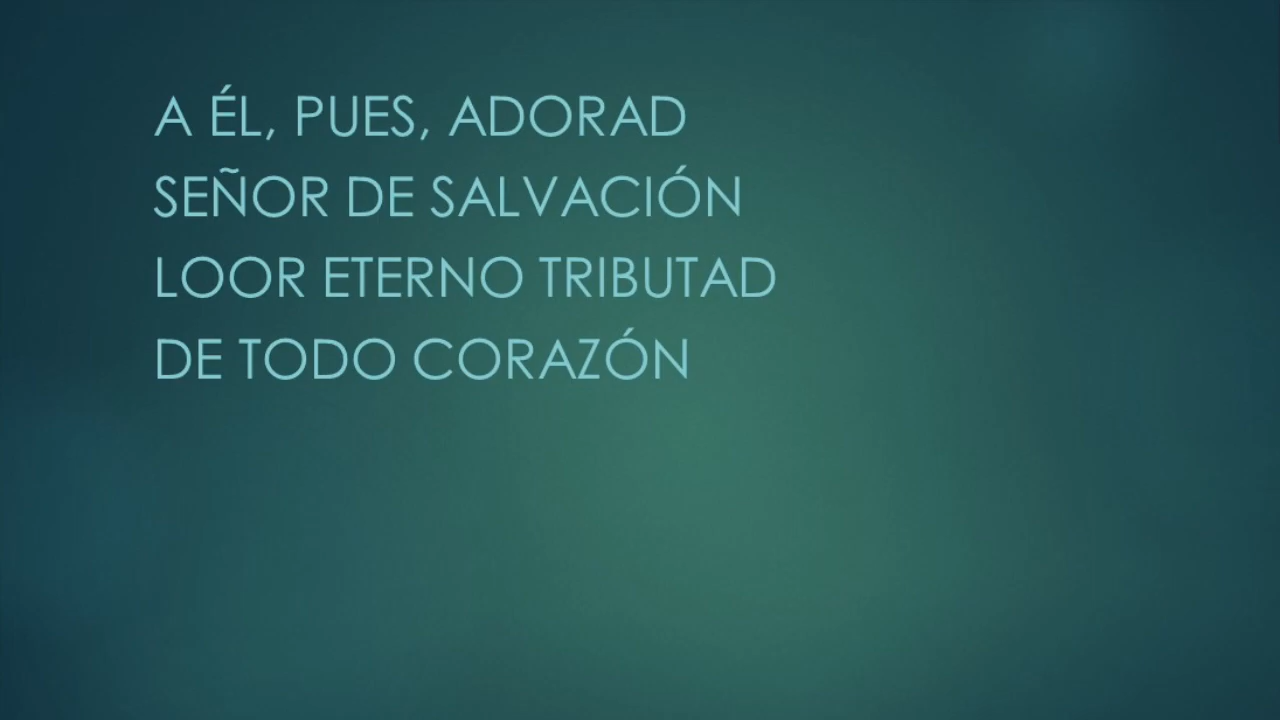 A ÉL, PUES, ADORAD
SEÑOR DE SALVACIÓN
LOOR ETERNO TRIBUTAD
DE TODO CORAZÓN